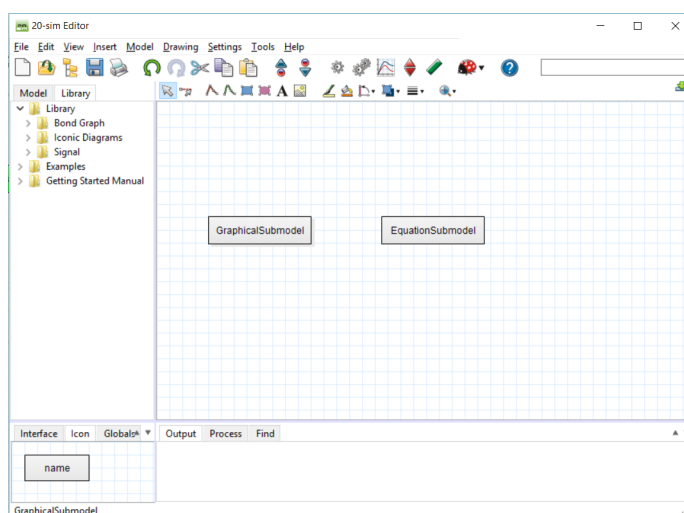 20-sim Editor
File Edit View Insert Model Drawing Settings Tools Help
Model Library
Library
Bond Graph
Iconic Diagrams
Signal
Examples
Getting Started Manual
GraphicalSubmodel EquationSubmodel
Interface Icon Globals Output Process Find
name
GraphicalSubmodel